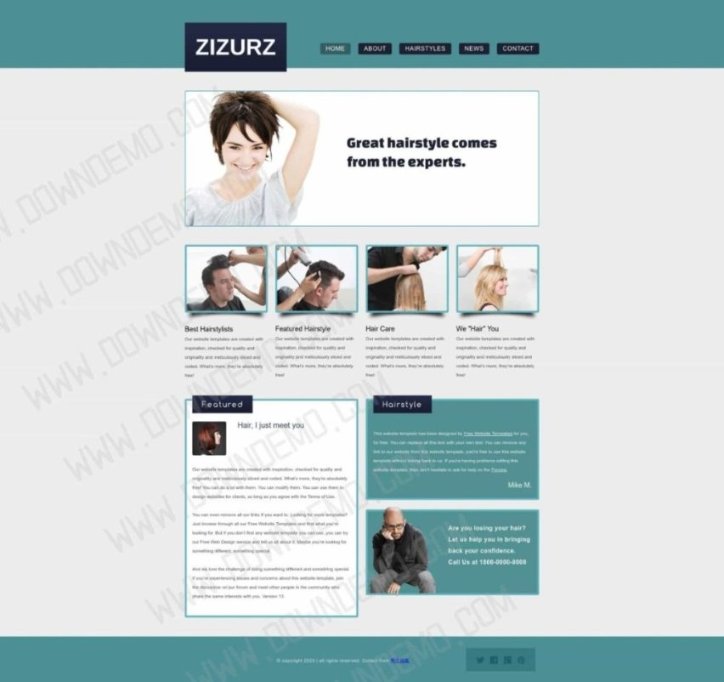 ZIZURZ
HOME ABOUT HAIRSTYLES NEWS CONTACT
Great hairstyle comes
from the experts.
Best Hairstylists
Our website templates are created with
inspiration, checked for quality and
originality and meticulously sliced and
coded. What's more, they're absolutely
free!
Featured Hairstyle
Our website templates are created with
inspiration, checked for quality and
originality and meticulously sliced and
coded. What's more, they're absolutely
free!
Hair Care
Our website templates are created with
inspiration, checked for quality and
originality and meticulously sliced and
coded. What's more, they're absolutely
free!
We "Hair" You
Our website templates are created with
inspiration, checked for quality and
originality and meticulously sliced and
coded. What's more, they're absolutely
free!
Featured
Hair, I just meet you
Our website templates are created with inspiration, checked for quality and
originality and meticulously sliced and coded. What's more, they're absolutely
free! You can do a lot with them. You can modify them. You can use them to
design websites for clients, so long as you agree with the Terms of Use.
You can even remove all our links if you want to. Looking for more templates?
Just browse through all our Free Website Templates and find what you're
looking for. But if you don't find any website template you can use, you can try
our Free Web Design service and tell us all about it. Maybe you're looking for
something different, something special.
And we love the challenge of doing something different and something special.
If you're experiencing issues and concerns about this website template, join
the discussion on our forum and meet other people in the community who
share the same interests with you. Version 13
Hairstyle
This website template has been designed by Free Website Templates for you,
for free. You can replace all this text with your own text. You can remove any
link to our website from this website template, you're free to use this website
template without linking back to us. If you're having problems editing this
website template, then don't hesitate to ask for help on the Forums.
Mike M.
Are you losing your hair?
Let us help you in bringing
back your confidence.
Call Us at 1800-0000-8009
© copyright 2023 | all rights reserved.
WWW.DOWNDEMO.COM
WWW.DOWNDEMO.COM
WWW.DOWNDEMO.COM
WWW.DOWNDEMO.COM